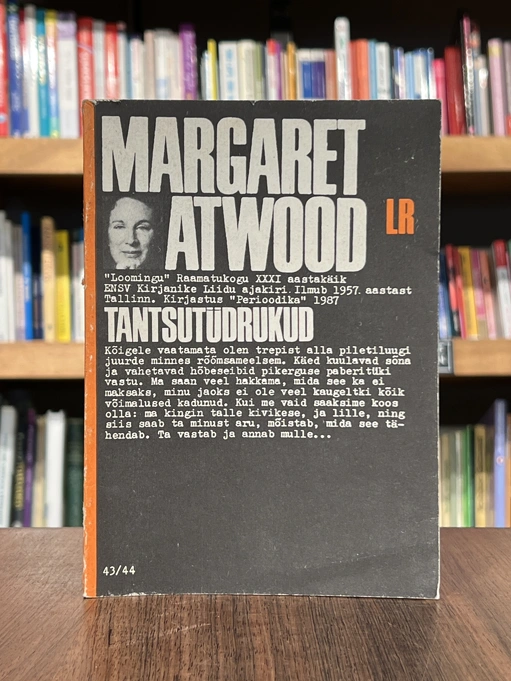 MARGARET
ATWOOD
LR
"Loomingu" Raamatukogu XXXI aastakäik
ENSV Kirjanike Liidu ajakiri. Ilmub 1957. aastast
Tallinn. Kirjastus "Perioodika" 1987
TANTSUTÜDRUKUD
Kõigele vaatamata olen trepist alla piletiluugi
juurde minnes rõõmsameelsem. Käed kuulavad sõna
ja vahetavad hõbeseibid pikerguse paberitüki
vastu. Ma saan veel hakkama, mida see ka ei
maksaks, minu jaoks ei ole veel kaugeltki kõik
võimalused kadunud. Kui me vaid saaksime koos
olla: ma kingin talle kivikese, ja lille, ning
siis saab ta minust aru, mõistab, mida see tä-
hendab. Ta vastab ja annab mulle...
43/44